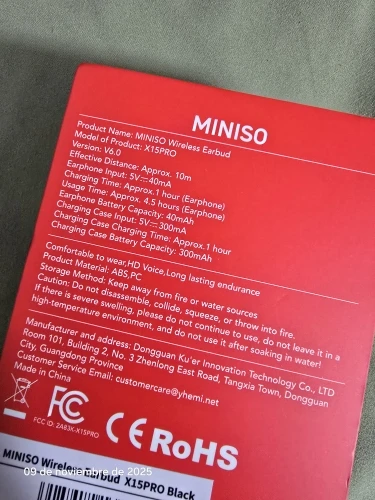 MINISO
Product Name: MINISO Wireless Earbud
Model of Product: X15PRO
Version: V6.0
Effective Distance: Approx. 10m
Earphone Input: 5V⎓40mA
Charging Time: Approx.1 hour (Earphone)
Usage Time: Approx. 4.5 hours (Earphone)
Earphone Battery Capacity: 40mAh
Charging Case Input: 5V⎓300mA
Charging Case Charging Time: Approx.1 hour
Charging Case Battery Capacity: 300mAh
Comfortable to wear,HD Voice,Long lasting endurance
Product Material: ABS,PC
Storage Method: Keep away from fire or water sources
Caution: Do not disassemble, collide, squeeze, or throw into fire.
If there is severe swelling, please do not continue to use, do not leave it in a
high-temperature environment, and do not use it after soaking in water!
Manufacturer and address: Dongguan Ku'er Innovation Technology Co., LTD
Room 101, Building 2, No. 3 Zhenlong East Road, Tangxia Town, Dongguan
City, Guangdong Province
Customer Service Email: customercare@yheml.net
Made in China
FC CE RoHS
FCC ID: 2A83K-X15PRO
MINISO Wireless Earbud X15PRO Black
09 de noviembre de 2025